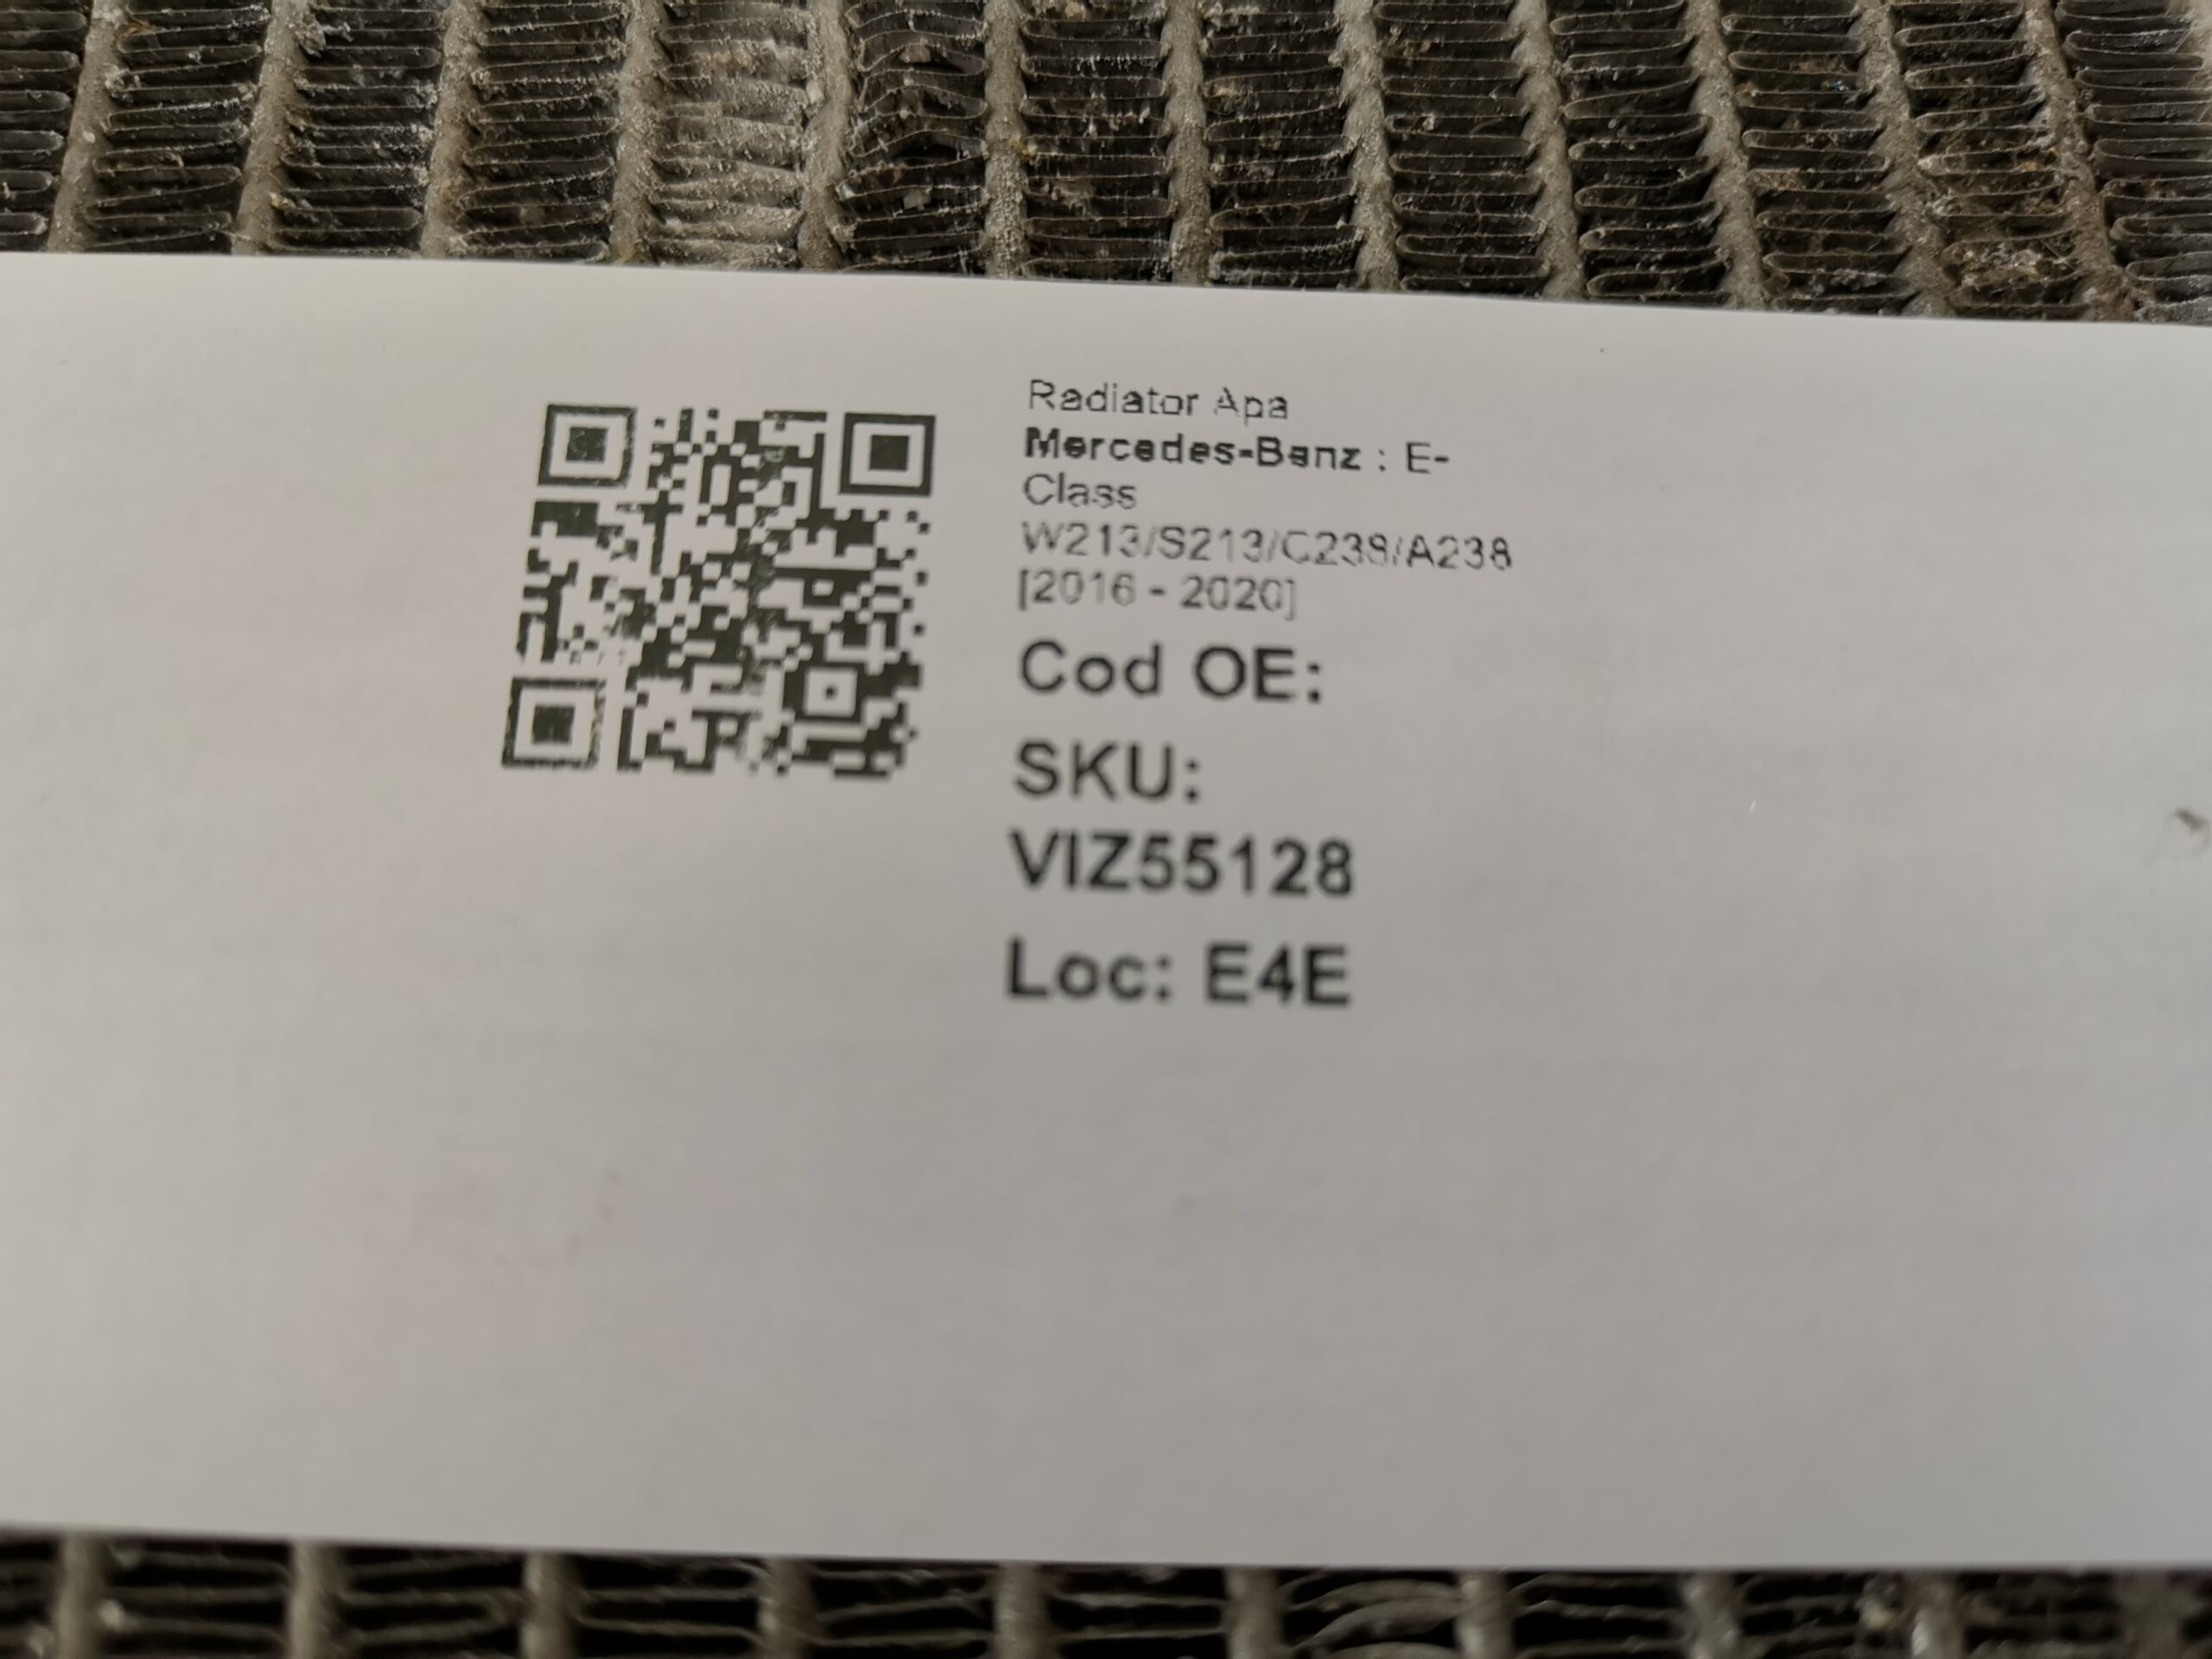 Radiator Apa
Mercedes-Benz : E-
Class
W213/S213/C238/A238
[2016 - 2020]
Cod OE:
SKU:
VIZ55128
Loc: E4E